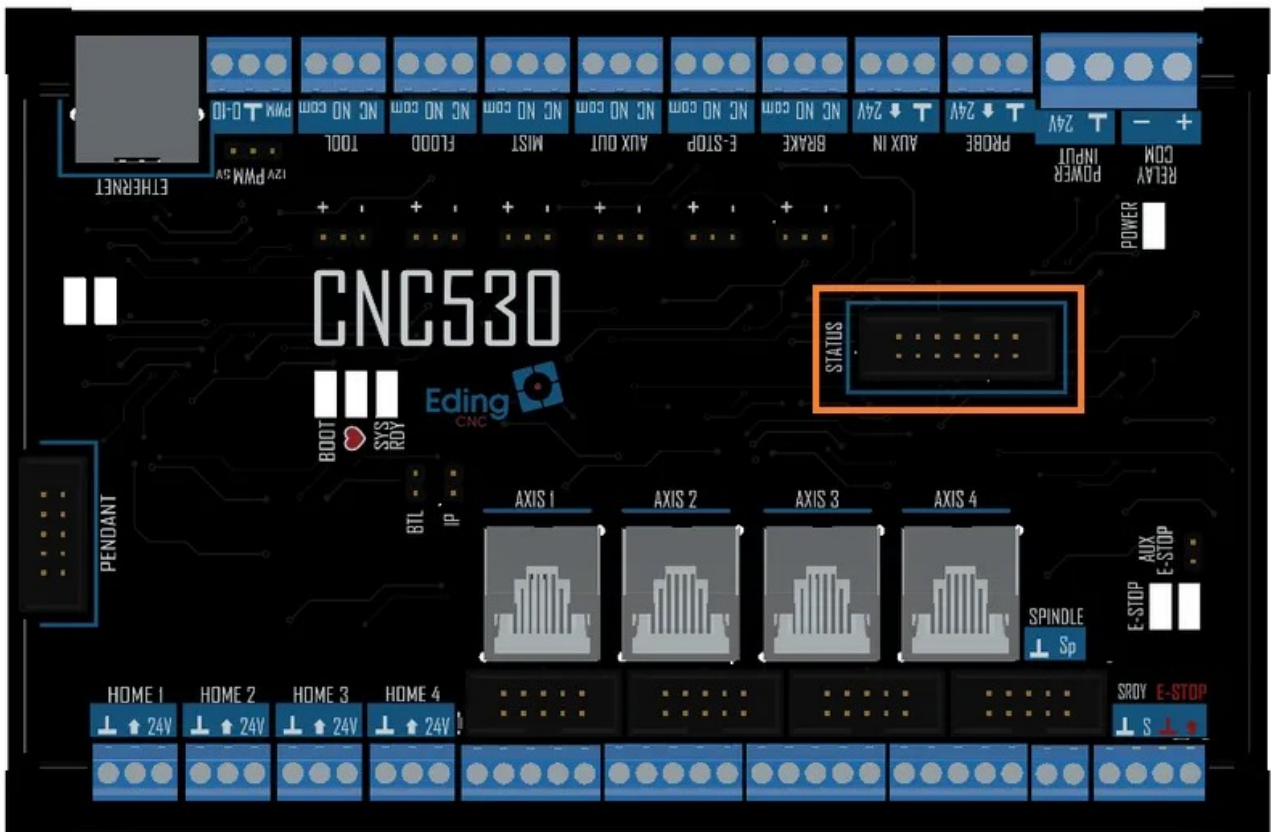 PWM 0-10
com NO NC
com NO NC
com NO NC
com NO NC
com NO NC
com NO NC
24V
24V
24V
- +
ETHERNET
5V PWM 12V
TOOL
FLOOD
MIST
AUX OUT
E-STOP
BRAKE
AUX IN
PROBE
POWER INPUT
RELAY COM
+ -
+ -
+ -
+ -
+ -
+ -
POWER
CNC530
STATUS
Eding
CNC
BOOT
SYS
RDY
PENDANT
BTL
IP
AXIS 1
AXIS 2
AXIS 3
AXIS 4
AUX
E-STOP
E-STOP
SPINDLE
Sp
HOME 1
HOME 2
HOME 3
HOME 4
24V
24V
24V
24V
SRDY E-STOP
S